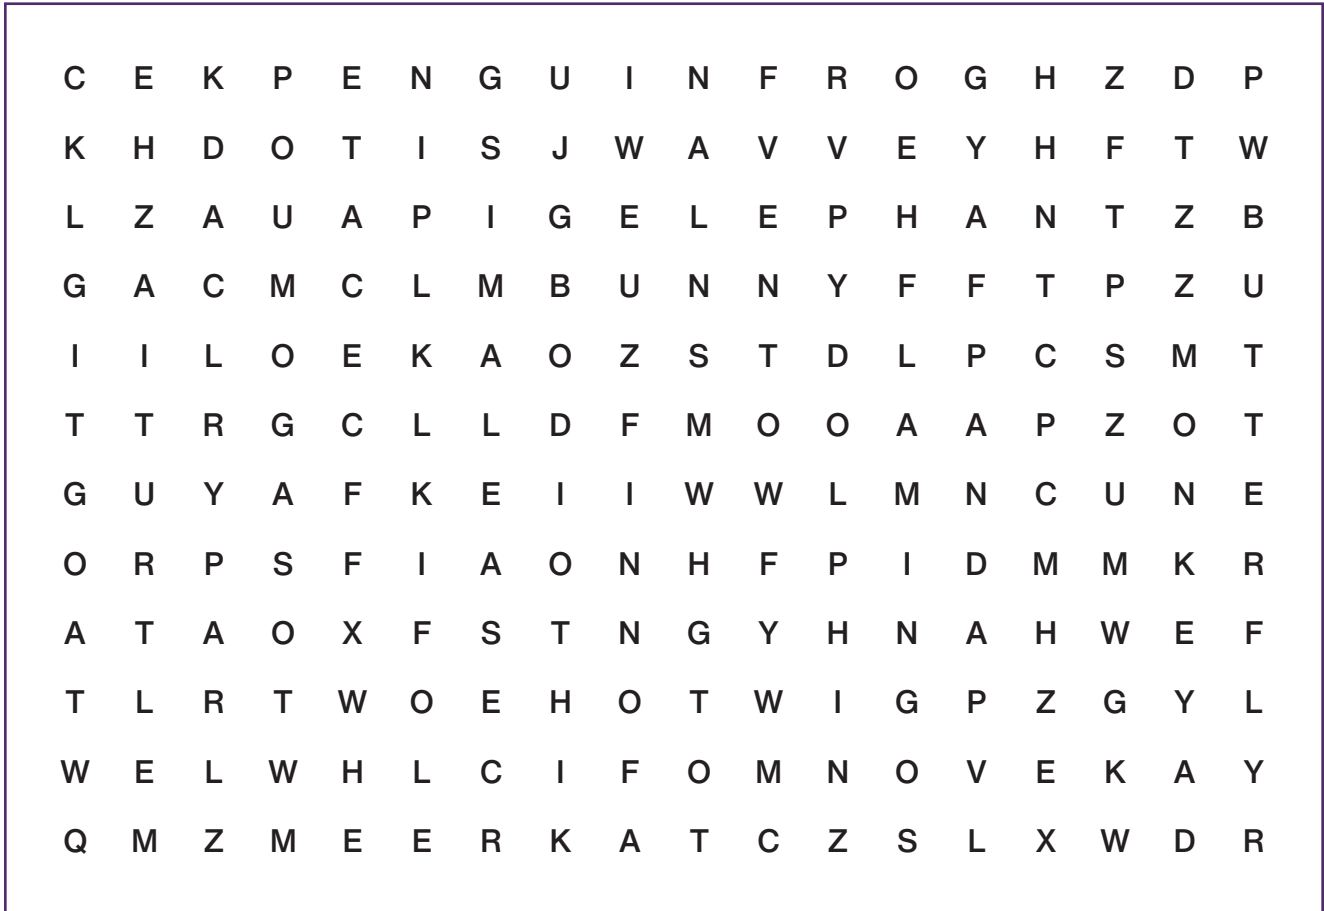 C E K P E N G U I N F R O G H Z D P
K H D O T I S J W A V V E Y H F T W
L Z A U A P I G E L E P H A N T Z B
G A C M C L M B U N N Y F F T P Z U
I I L O E K A O Z S T D L P C S M T
T T R G C L L D F M O O A A P Z O T
G U Y A F K E I I W W L M N C U N E
O R P S F I A O N H F P I D M M K R
A T A O X F S T N G Y H N A H W E F
T L R T W O E H O T W I G P Z G Y L
W E L W H L C I F O M N O V E K A Y
Q M Z M E E R K A T C Z S L X W D R